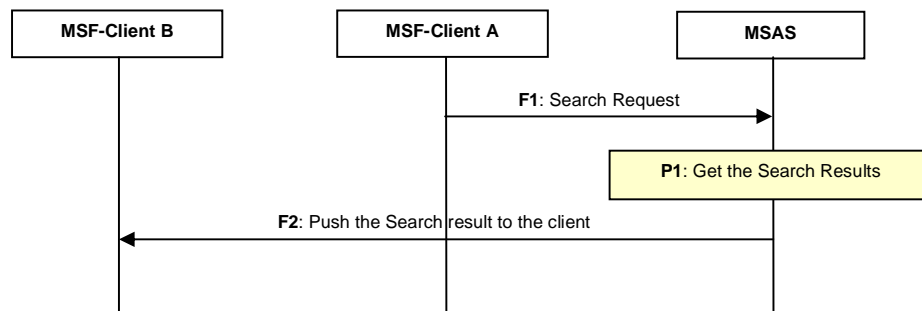 MSF-Client B
MSF-Client A
MSAS
F1: Search Request
P1: Get the Search Results
F2: Push the Search result to the client